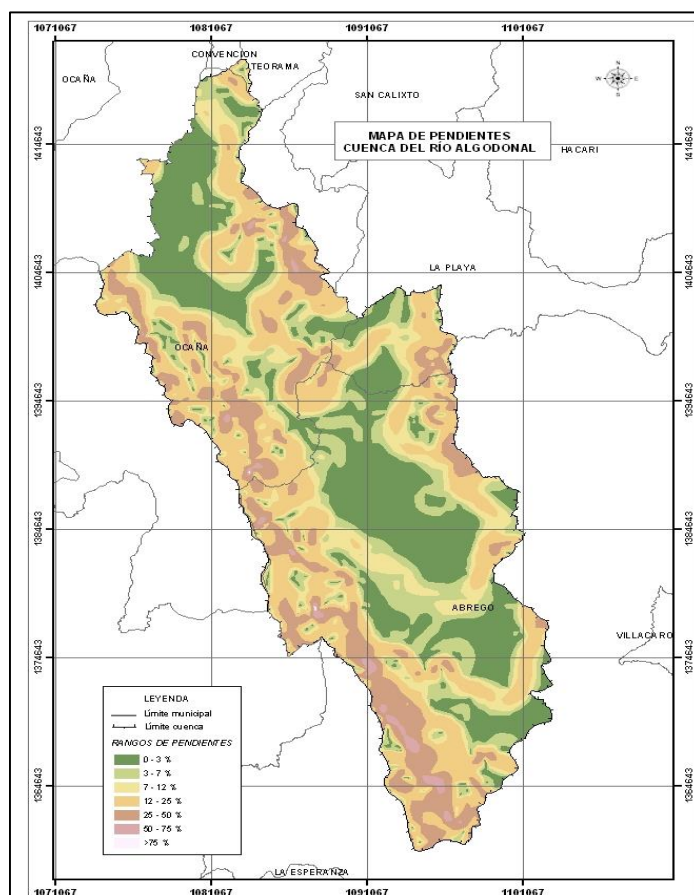 1071067 1081067 1091067 1101067
CONVENCION
TEORAMA
OCAÑA
SAN CALIXTO
N
W E
S
MAPA DE PENDIENTES
CUENCA DEL RÍO ALGODONAL
HACARI
1414643 1414643
LA PLAYA
1404643 1404643
OCAÑA
1394643 1394643
1384643 1384643
ABREGO
VILLACARO
1374643 1374643
LEYENDA
Límite municipal
Límite cuenca
RANGOS DE PENDIENTES
0 - 3 %
3 - 7 %
7 - 12 %
12 - 25 %
25 - 50 %
50 - 75 %
>75 %
1364643 1364643
LA ESPERANZA
1071067 1081067 1091067 1101067